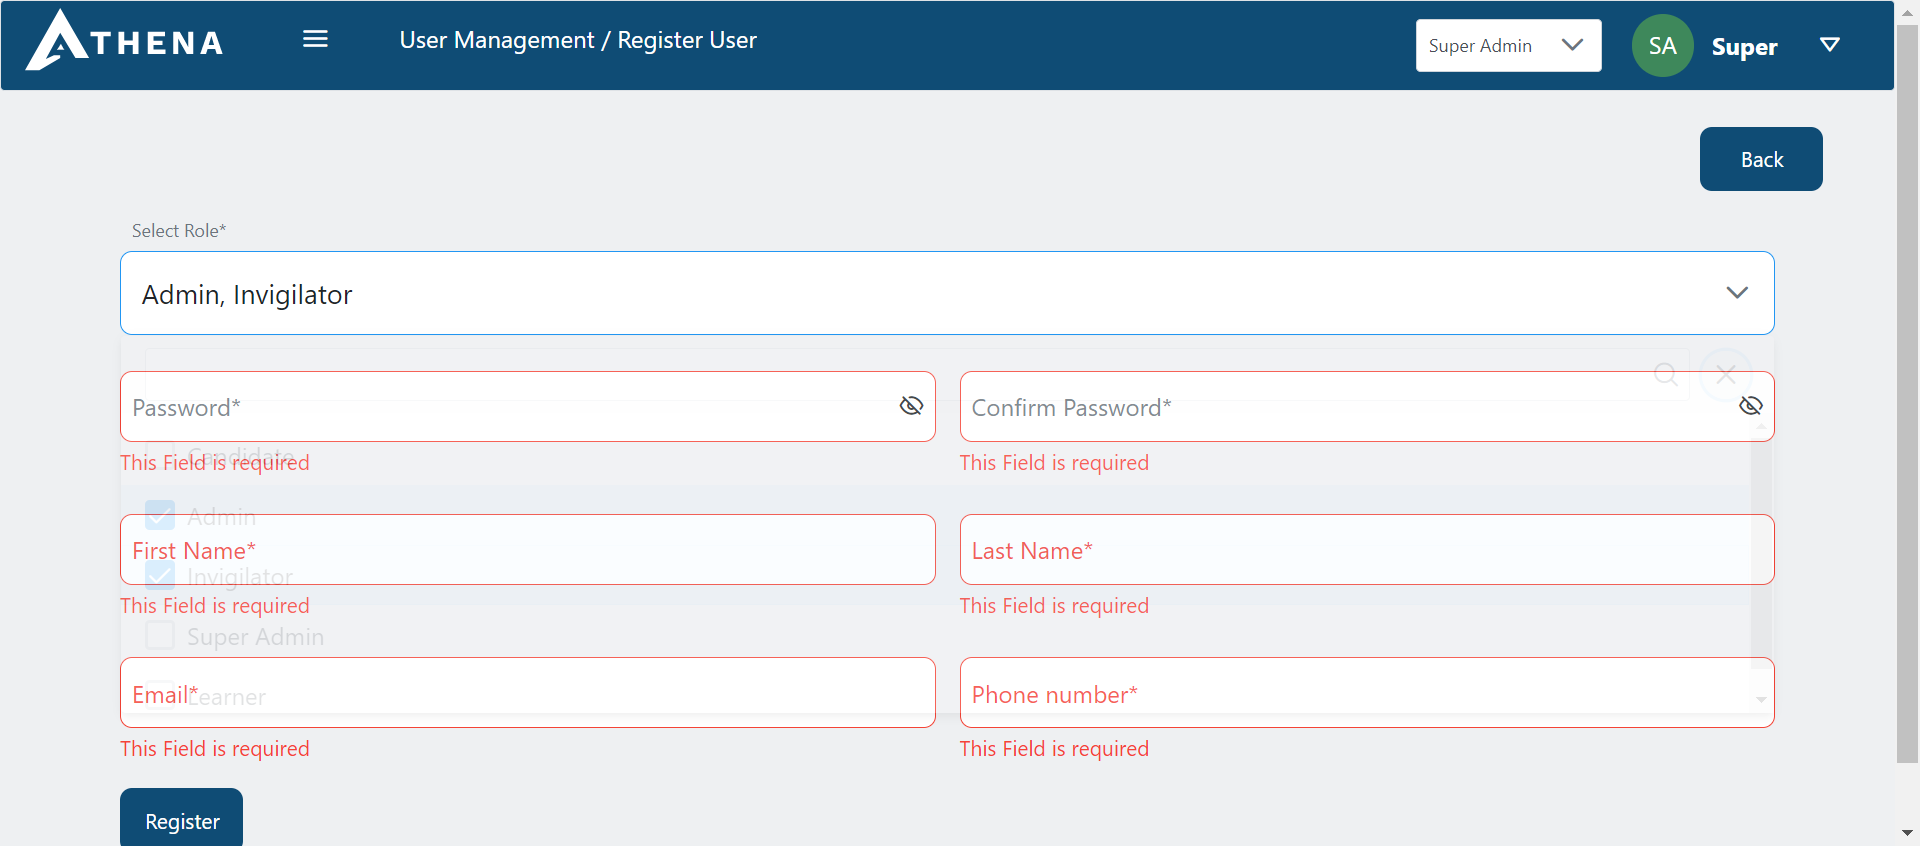 ATHENA
User Management / Register User
Super Admin
SA
Super
Back
Select Role*
Admin, Invigilator
Password*
Confirm Password*
Candidate
This Field is required
This Field is required
Admin
First Name*
Last Name*
Invigilator
This Field is required
This Field is required
Super Admin
Email*
Learner
Phone number*
This Field is required
This Field is required
Register